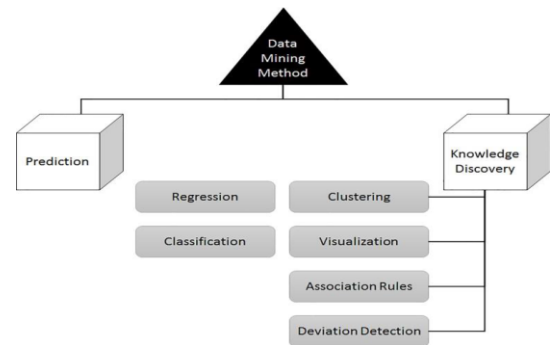 Data
Mining
Method
Prediction
Knowledge
Discovery
Regression
Clustering
Classification
Visualization
Association Rules
Deviation Detection